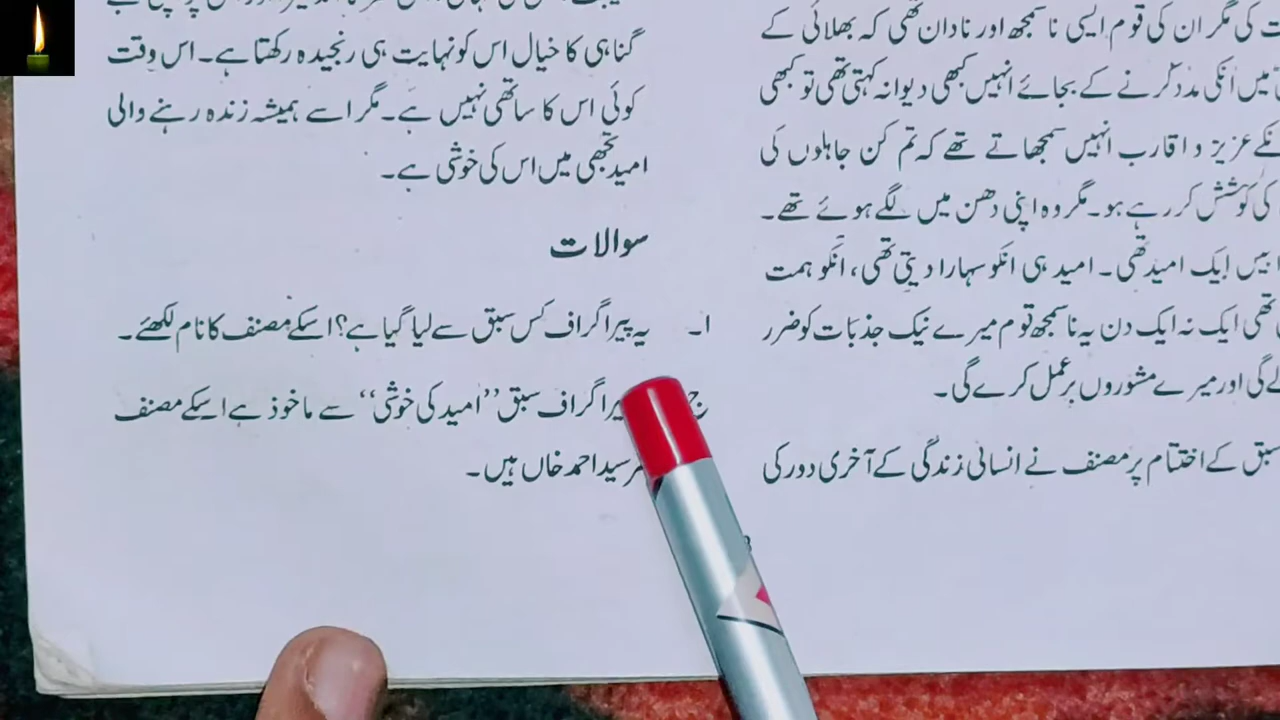 کی مگر ان کی قوم ایسی نا سمجھ اور نادان تھی کہ بھلائی کے
میں انکی مدد کرنے کے بجائے انہیں کبھی دیوانہ کہتی تھی تو کبھی
انکے عزیز و اقارب انہیں سمجھاتے تھے کہ تم کن جاہلوں کی
کی کوشش کر رہے ہو۔ مگر وہ اپنی دھن میں لگے ہوئے تھے۔
ایک امید تھی۔ امید ہی انکو سہارا دیتی تھی، انکو ہمت
تھی ایک نہ ایک دن یہ نا سمجھ قوم میرے نیک جذبات کو ضرور
گی اور میرے مشوروں پر عمل کرے گی۔
سبق کے اختتام پر مصنف نے انسانی زندگی کے آخری دور کی
گناہی کا خیال اس کو نہایت ہی رنجیدہ رکھتا ہے۔ اس وقت
کوئی اس کا ساتھی نہیں ہے۔ مگر اسے ہمیشہ زندہ رہنے والی
امید تجھی میں اس کی خوشی ہے۔
سوالات
۱۔ یہ پیرا گراف کس سبق سے لیا گیا ہے؟ اسکے مصنف کا نام لکھئے۔
ج گراف سبق ’’امید کی خوشی‘‘ سے ماخوذ ہے اسکے مصنف
سرسید احمد خاں ہیں۔